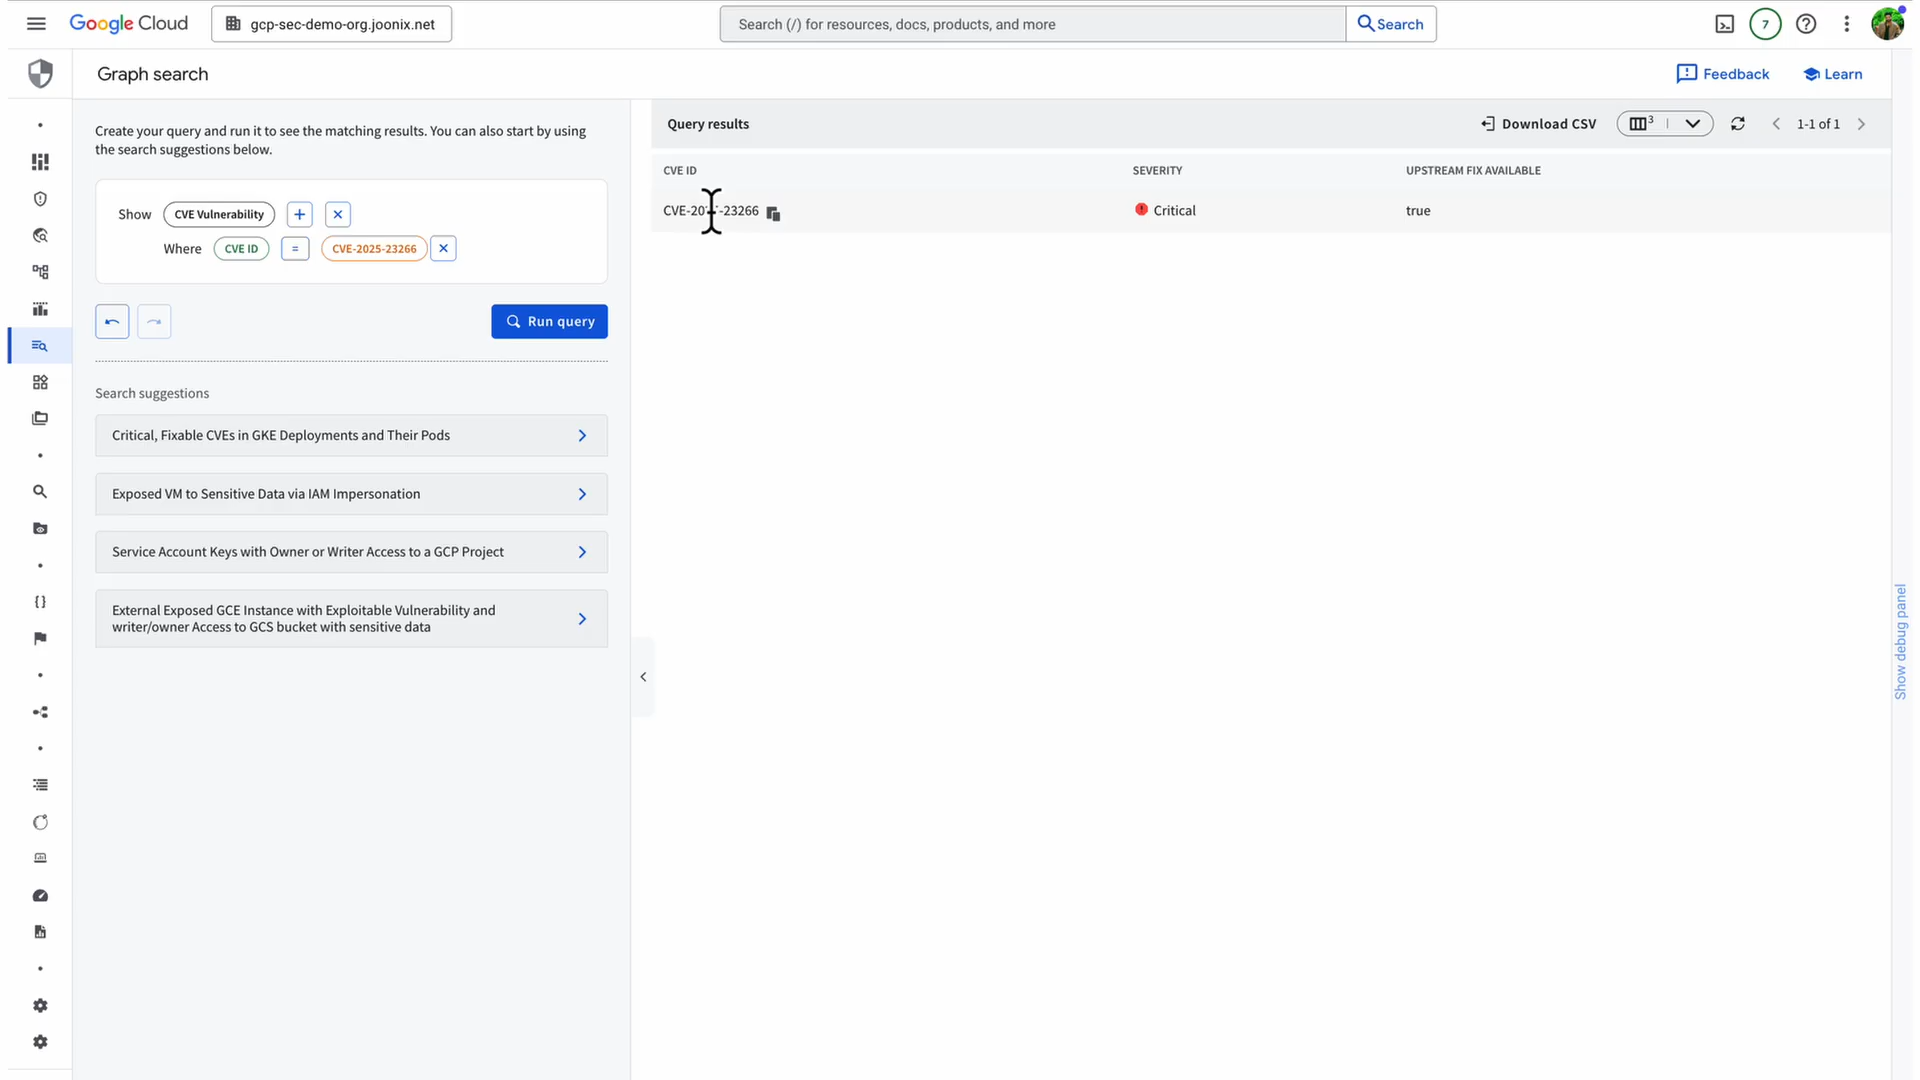 Google Cloud
gcp-sec-demo-org.joonix.net
Search (/) for resources, docs, products, and more
Search
7
Graph search
Feedback
Learn
Create your query and run it to see the matching results. You can also start by using
the search suggestions below.
Show CVE Vulnerability + ×
Where CVE ID = CVE-2025-23266 ×
Run query
Search suggestions
Critical, Fixable CVEs in GKE Deployments and Their Pods
Exposed VM to Sensitive Data via IAM Impersonation
Service Account Keys with Owner or Writer Access to a GCP Project
External Exposed GCE Instance with Exploitable Vulnerability and
writer/owner Access to GCS bucket with sensitive data
Query results
Download CSV
3
1-1 of 1
CVE ID SEVERITY UPSTREAM FIX AVAILABLE
CVE-2025-23266 Critical true
Show debug panel